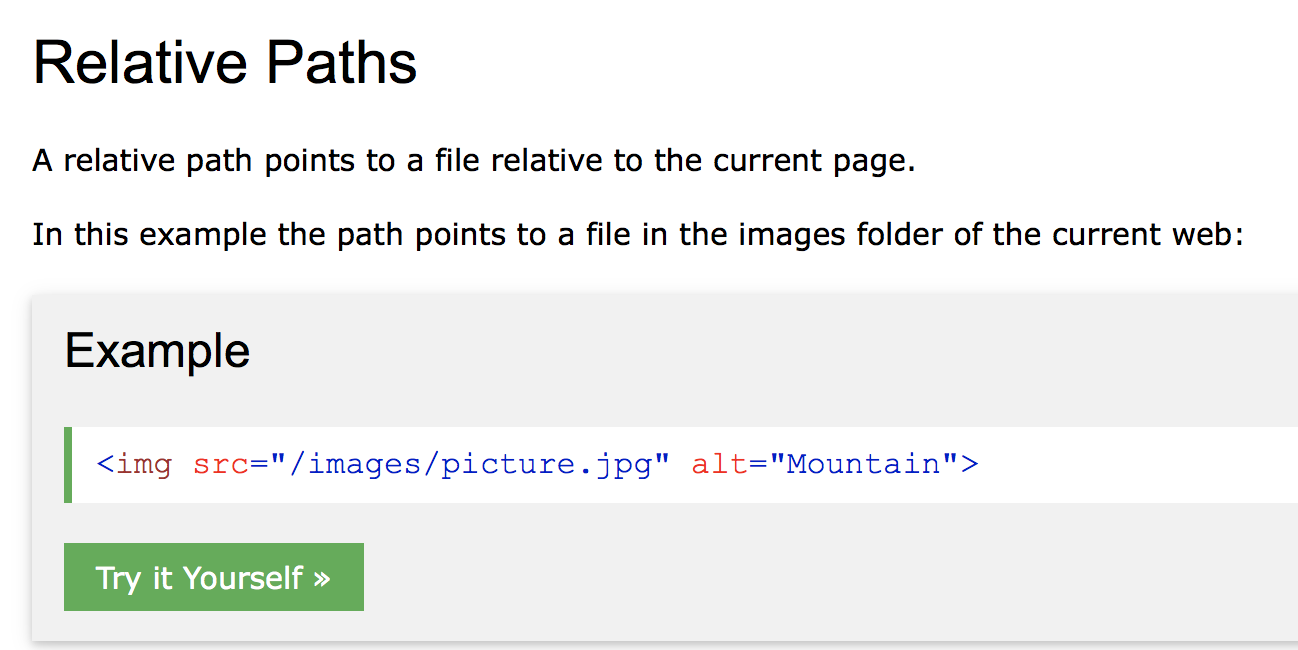 Relative Paths
A relative path points to a file relative to the current page.
In this example the path points to a file in the images folder of the current web:
Example
<img src="/images/picture.jpg" alt="Mountain">
Try it Yourself »